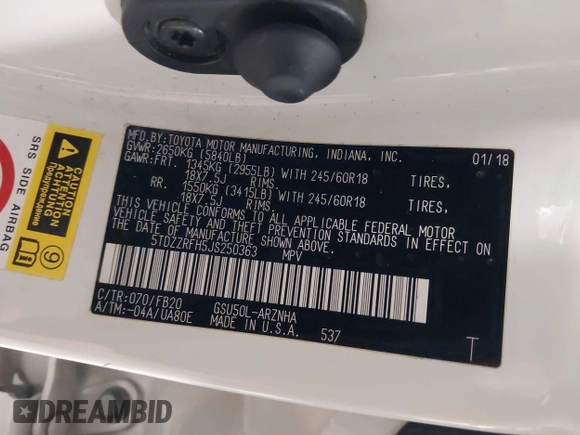 MFD.BY:TOYOTA MOTOR MANUFACTURING, INDIANA, INC. 01/18
GVWR:2650KG (5840LB)
GAWR:FRT. 1345KG (2955LB) WITH 245/60R18 TIRES,
18X7.5J RIMS.
RR. 1550KG (3415LB) WITH 245/60R18 TIRES,
18X7.5J RIMS.
THIS VEHICLE CONFORMS TO ALL APPLICABLE FEDERAL MOTOR
VEHICLE SAFETY AND THEFT PREVENTION STANDARDS IN EFFECT ON
THE DATE OF MANUFACTURE SHOWN ABOVE.
5TDZZRFH5JS250363 MPV
C/TR:070/FB20 GSU50L-ARZNHA
A/TM:-04A/UA80E MADE IN U.S.A. 537
T
SRS SIDE AIRBAG
CAUTION
ATTENTION
ACHTUNG
Предупреждение
9
DREAMBID